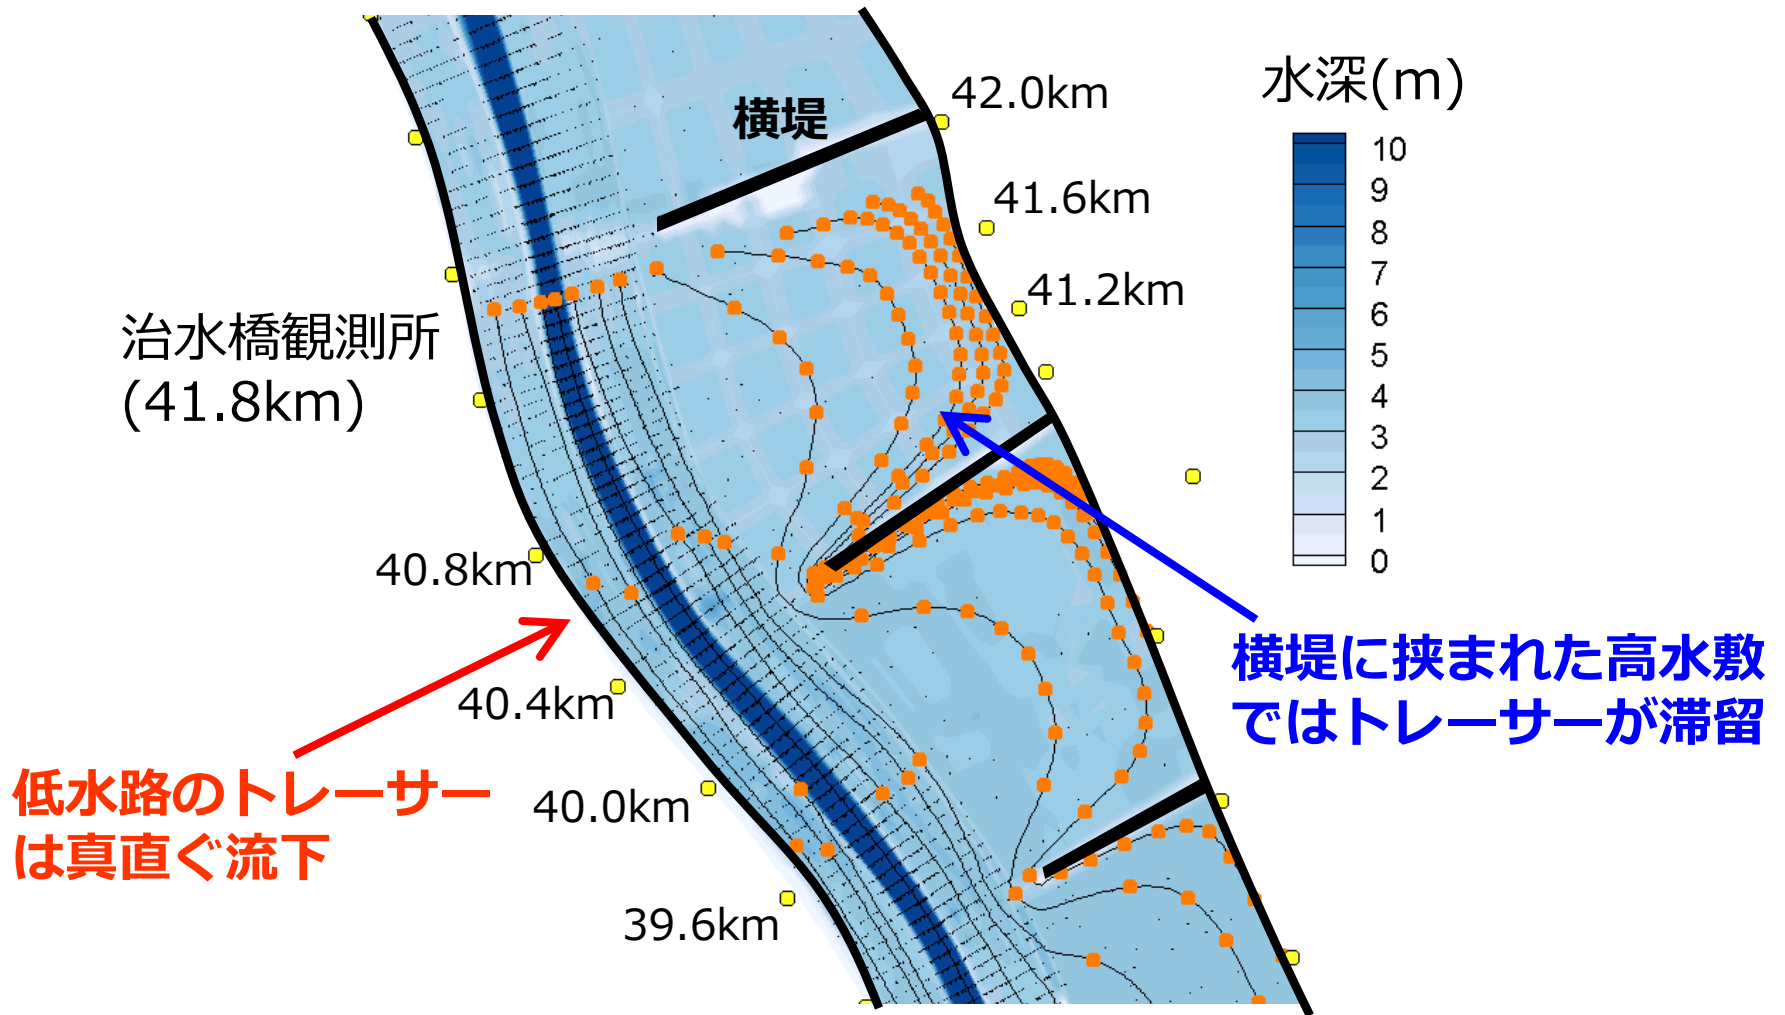 水深(m)
10
9
8
7
6
5
4
3
2
1
0
横堤
42.0km
41.6km
41.2km
治水橋観測所
(41.8km)
40.8km
40.4km
40.0km
39.6km
横堤に挟まれた高水敷
ではトレーサーが滞留
低水路のトレーサー
は真直ぐ流下